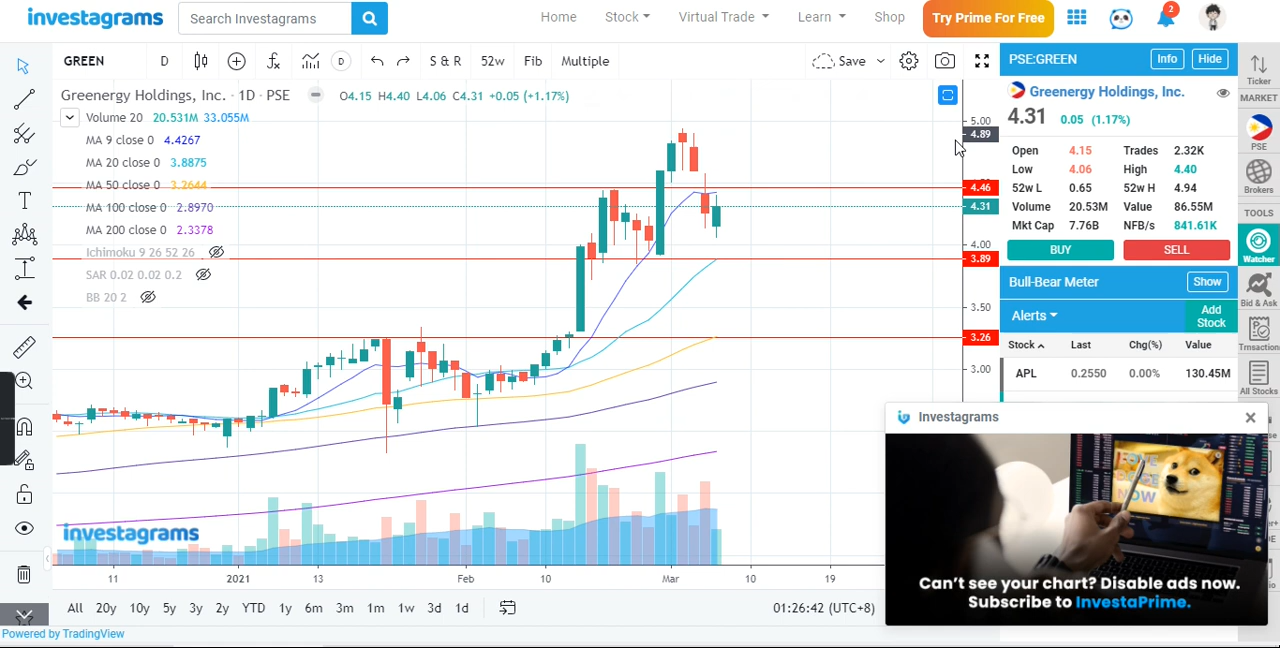 investagrams
Search Investagrams
Home
Stock
Virtual Trade
Learn
Shop
Try Prime For Free
2
GREEN
D
D
S & R
52w
Fib
Multiple
Save
Greenergy Holdings, Inc. · 1D · PSE
O4.15 H4.40 L4.06 C4.31 +0.05 (+1.17%)
Volume 20 20.531M 33.055M
MA 9 close 0 4.4267
MA 20 close 0 3.8875
MA 50 close 0 3.2644
MA 100 close 0 2.8970
MA 200 close 0 2.3378
Ichimoku 9 26 52 26
SAR 0.02 0.02 0.2
BB 20 2
5.00
4.89
4.46
4.31
4.00
3.89
3.50
3.26
3.00
investagrams
11
2021
13
Feb
10
Mar
10
19
All
20y
10y
5y
3y
2y
YTD
1y
6m
3m
1m
1w
3d
1d
01:26:42 (UTC+8)
Powered by TradingView
PSE:GREEN
Info
Hide
Greenergy Holdings, Inc.
4.31 0.05 (1.17%)
Open 4.15 Trades 2.32K
Low 4.06 High 4.40
52w L 0.65 52w H 4.94
Volume 20.53M Value 86.55M
Mkt Cap 7.76B NFB/s 841.61K
BUY
SELL
Bull-Bear Meter
Show
Alerts
Add
Stock
Stock Last Chg(%) Value
APL 0.2550 0.00% 130.45M
Ticker
MARKET
PSE
Brokers
TOOLS
Watcher
Bid & Ask
Trnsaction
All Stocks
Investagrams
Can't see your chart? Disable ads now.
Subscribe to InvestaPrime.